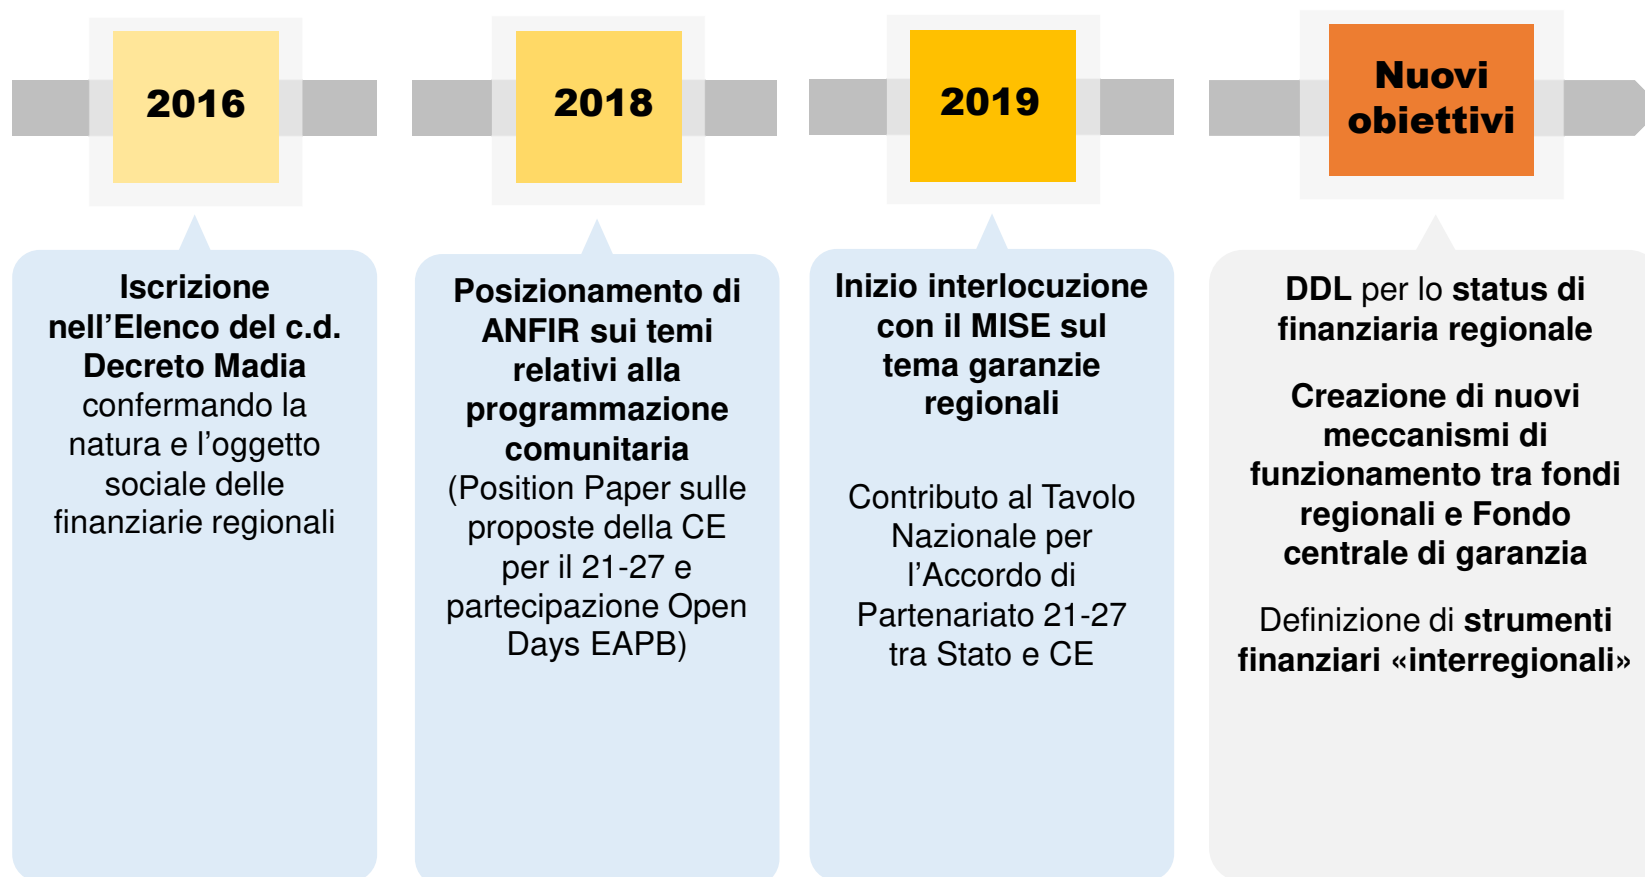 2016
Iscrizione
nell’Elenco del c.d.
Decreto Madia
confermando la
natura e l’oggetto
sociale delle
finanziarie regionali
2018
Posizionamento di
ANFIR sui temi
relativi alla
programmazione
comunitaria
(Position Paper sulle
proposte della CE
per il 21-27 e
partecipazione Open
Days EAPB)
2019
Inizio interlocuzione
con il MISE sul
tema garanzie
regionali
Contributo al Tavolo
Nazionale per
l’Accordo di
Partenariato 21-27
tra Stato e CE
Nuovi
obiettivi
DDL per lo status di
finanziaria regionale
Creazione di nuovi
meccanismi di
funzionamento tra fondi
regionali e Fondo
centrale di garanzia
Definizione di strumenti
finanziari «interregionali»